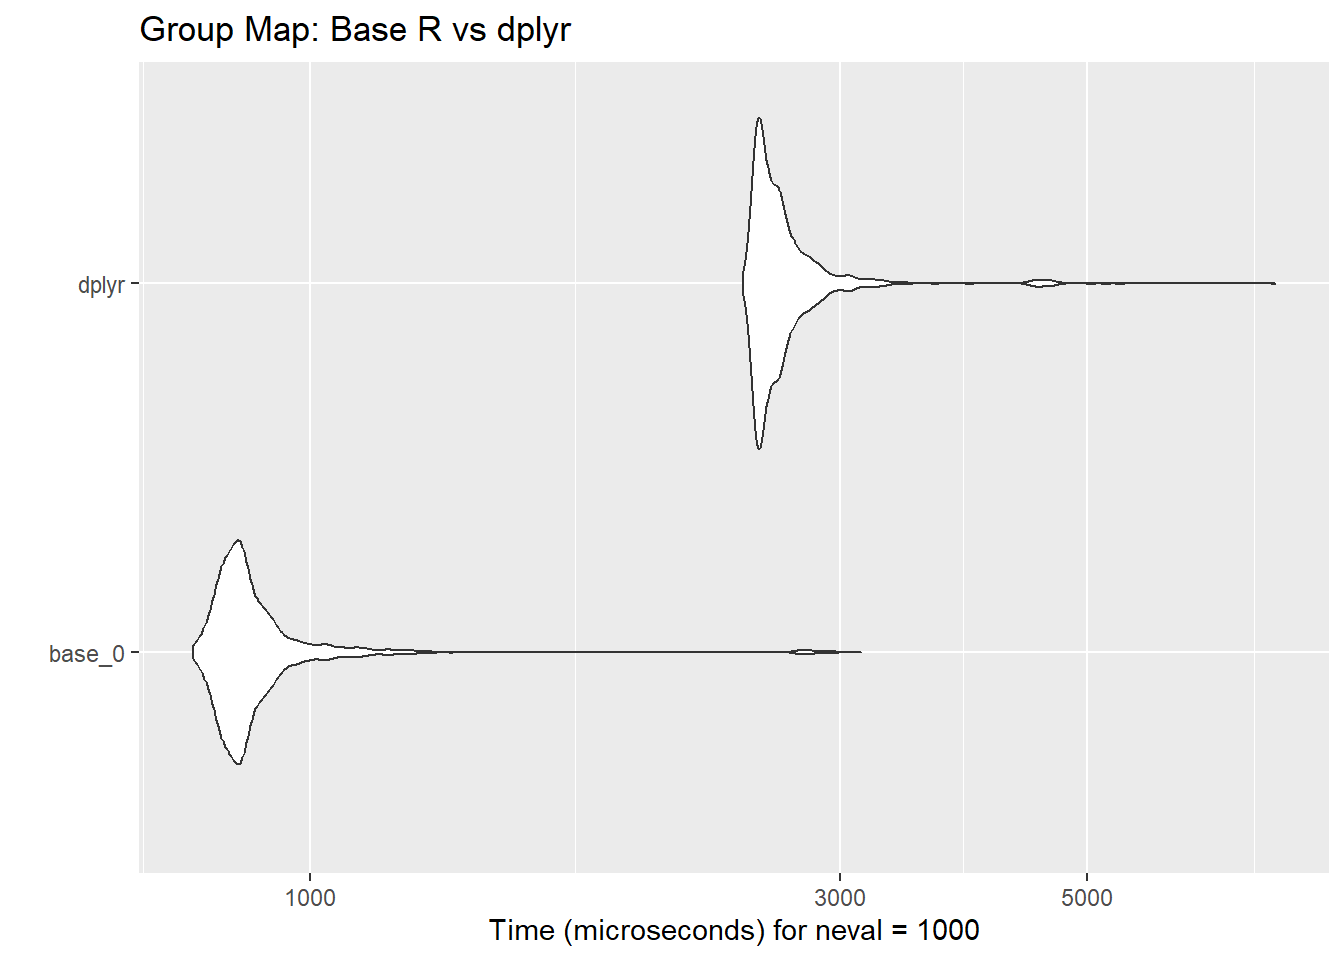 Group Map: Base R vs dplyr
dplyr
base_0
1000
3000
5000
Time (microseconds) for neval = 1000